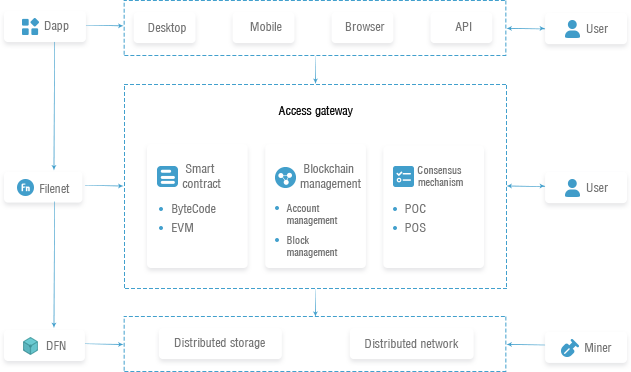 Dapp
Desktop
Mobile
Browser
API
User
Access gateway
Filenet
Smart
contract
ByteCode
EVM
Blockchain
management
Account
management
Block
management
Consensus
mechanism
POC
POS
User
DFN
Distributed storage
Distributed network
Miner